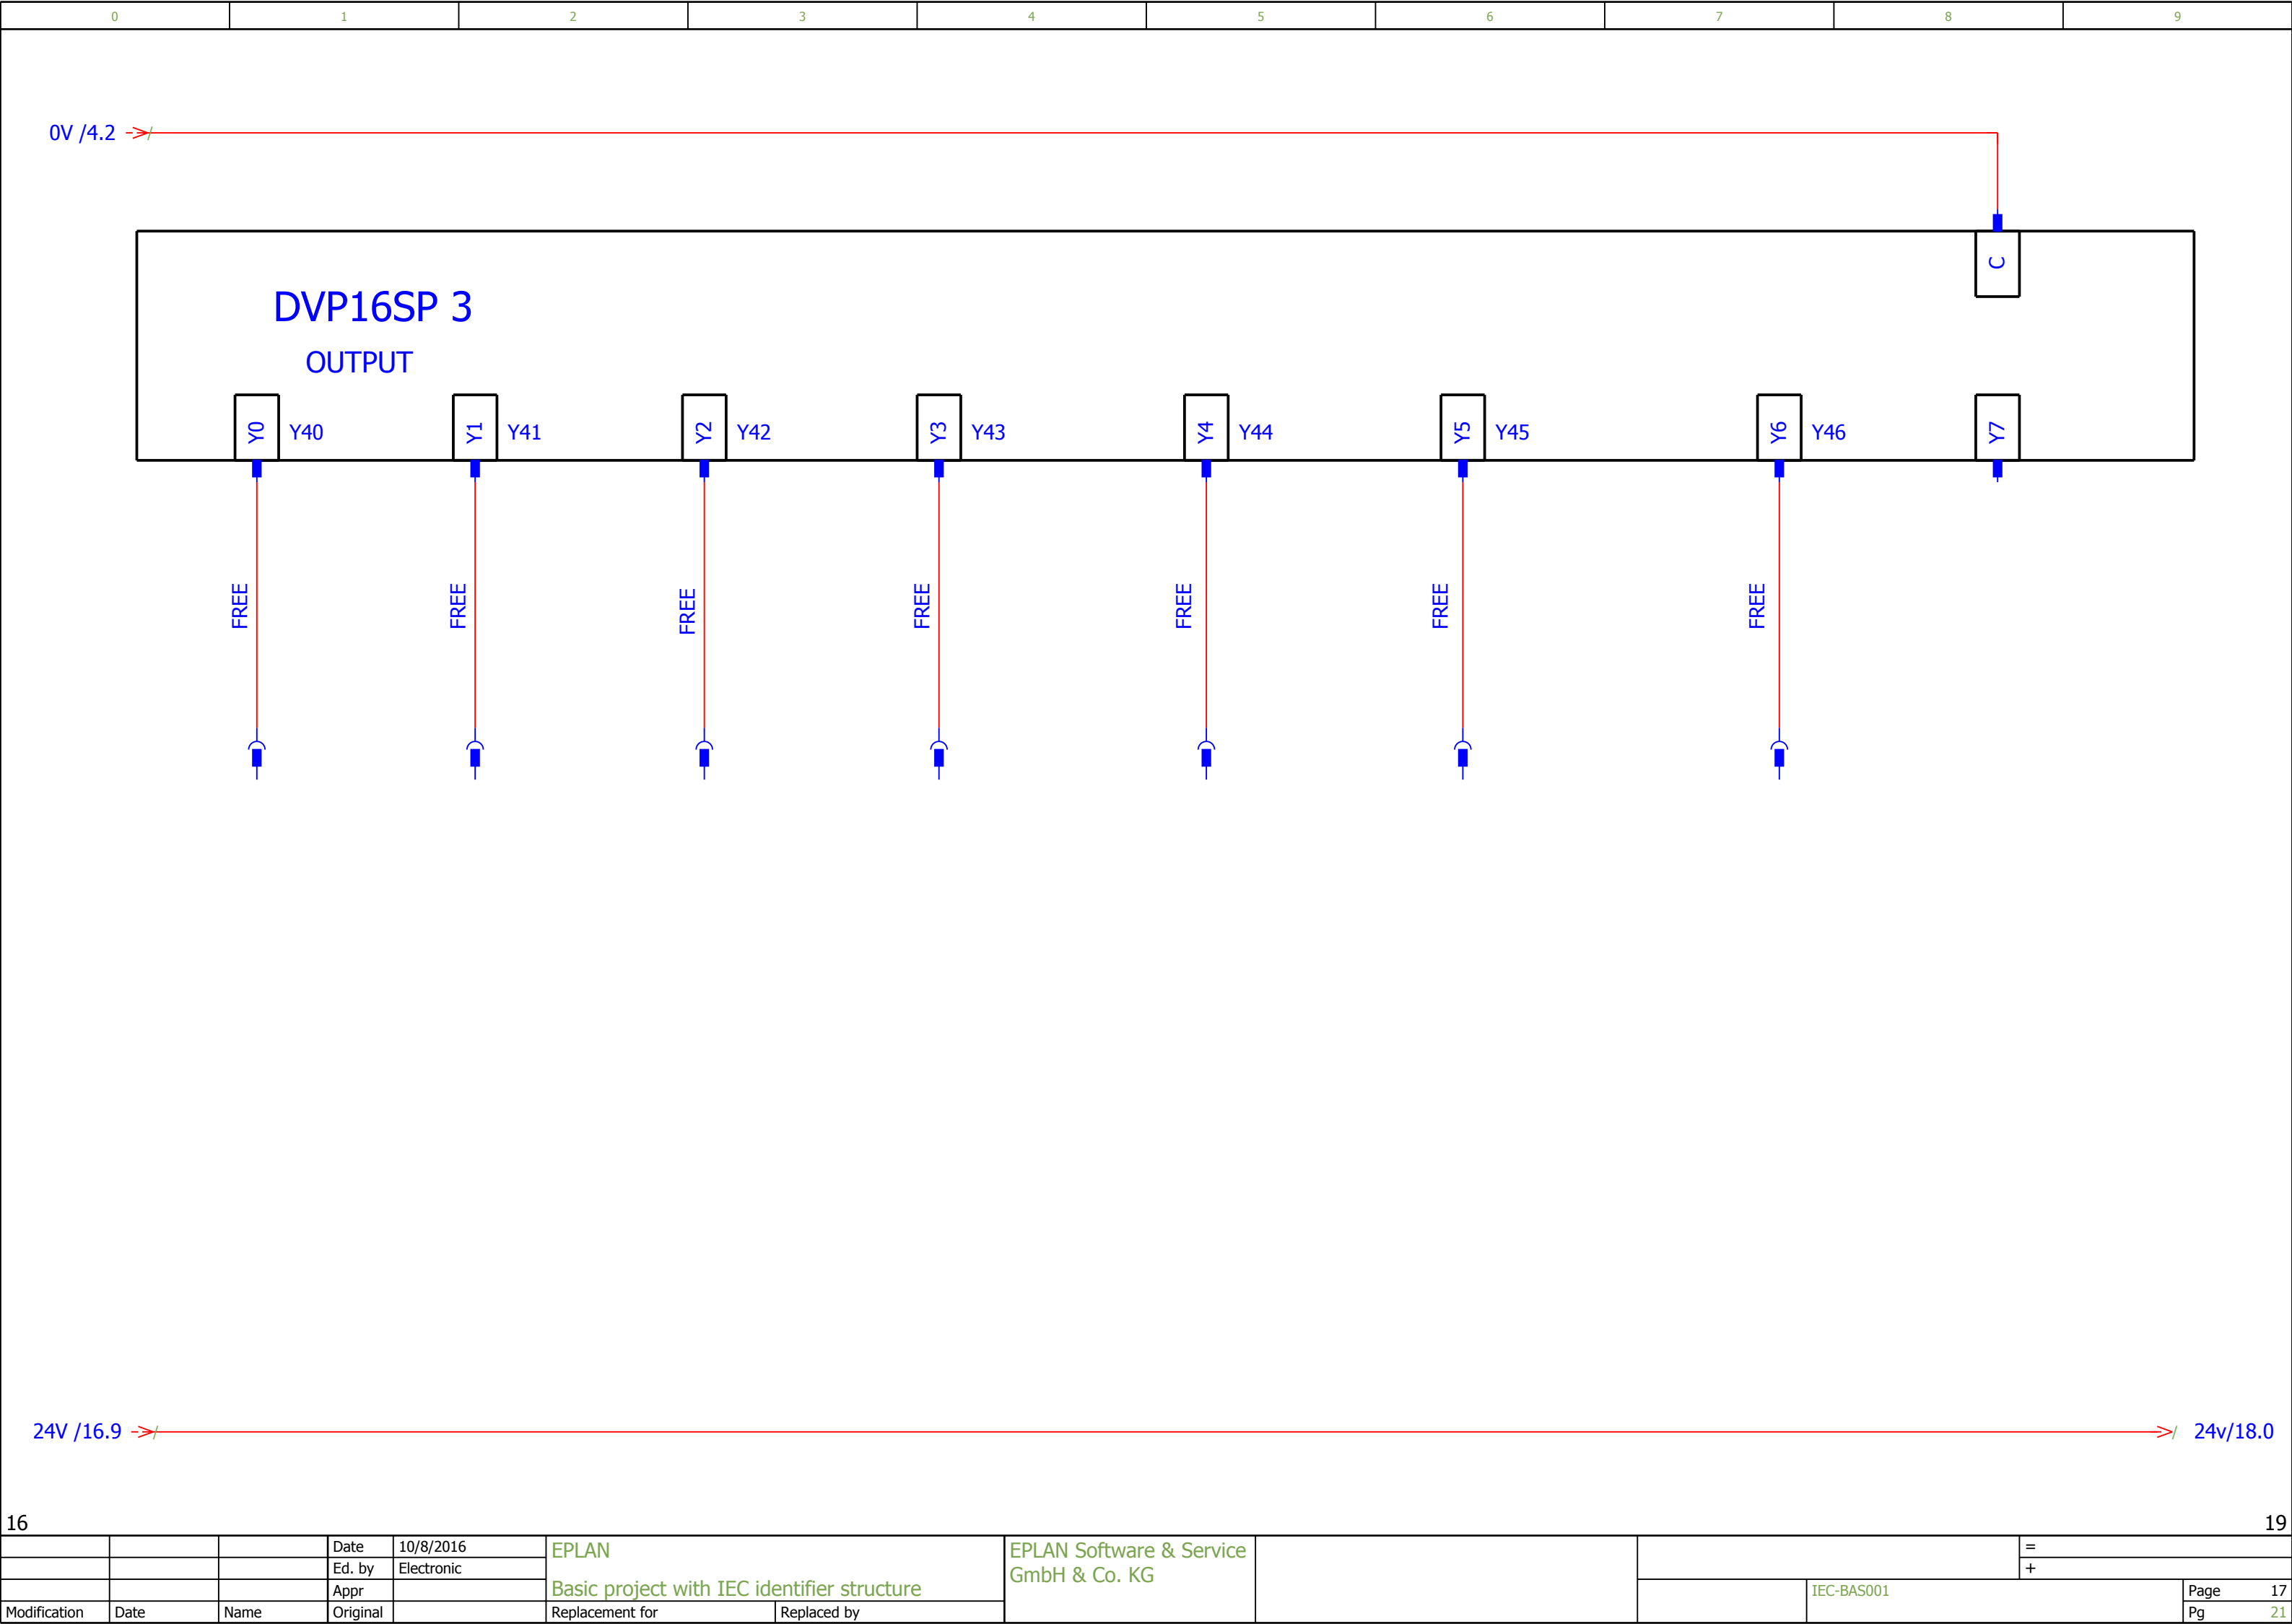 0 1 2 3 4 5 6 7 8 9
0V /4.2
C
DVP16SP 3
OUTPUT
Y0 Y40 Y1 Y41 Y2 Y42 Y3 Y43 Y4 Y44 Y5 Y45 Y6 Y46 Y7
FREE FREE FREE FREE FREE FREE FREE
24V /16.9 24v/18.0
16 19
Date 10/8/2016 EPLAN EPLAN Software & Service =
Ed. by Electronic GmbH & Co. KG +
Appr Basic project with IEC identifier structure IEC-BAS001 Page 17
Modification Date Name Original Replacement for Replaced by Pg 21